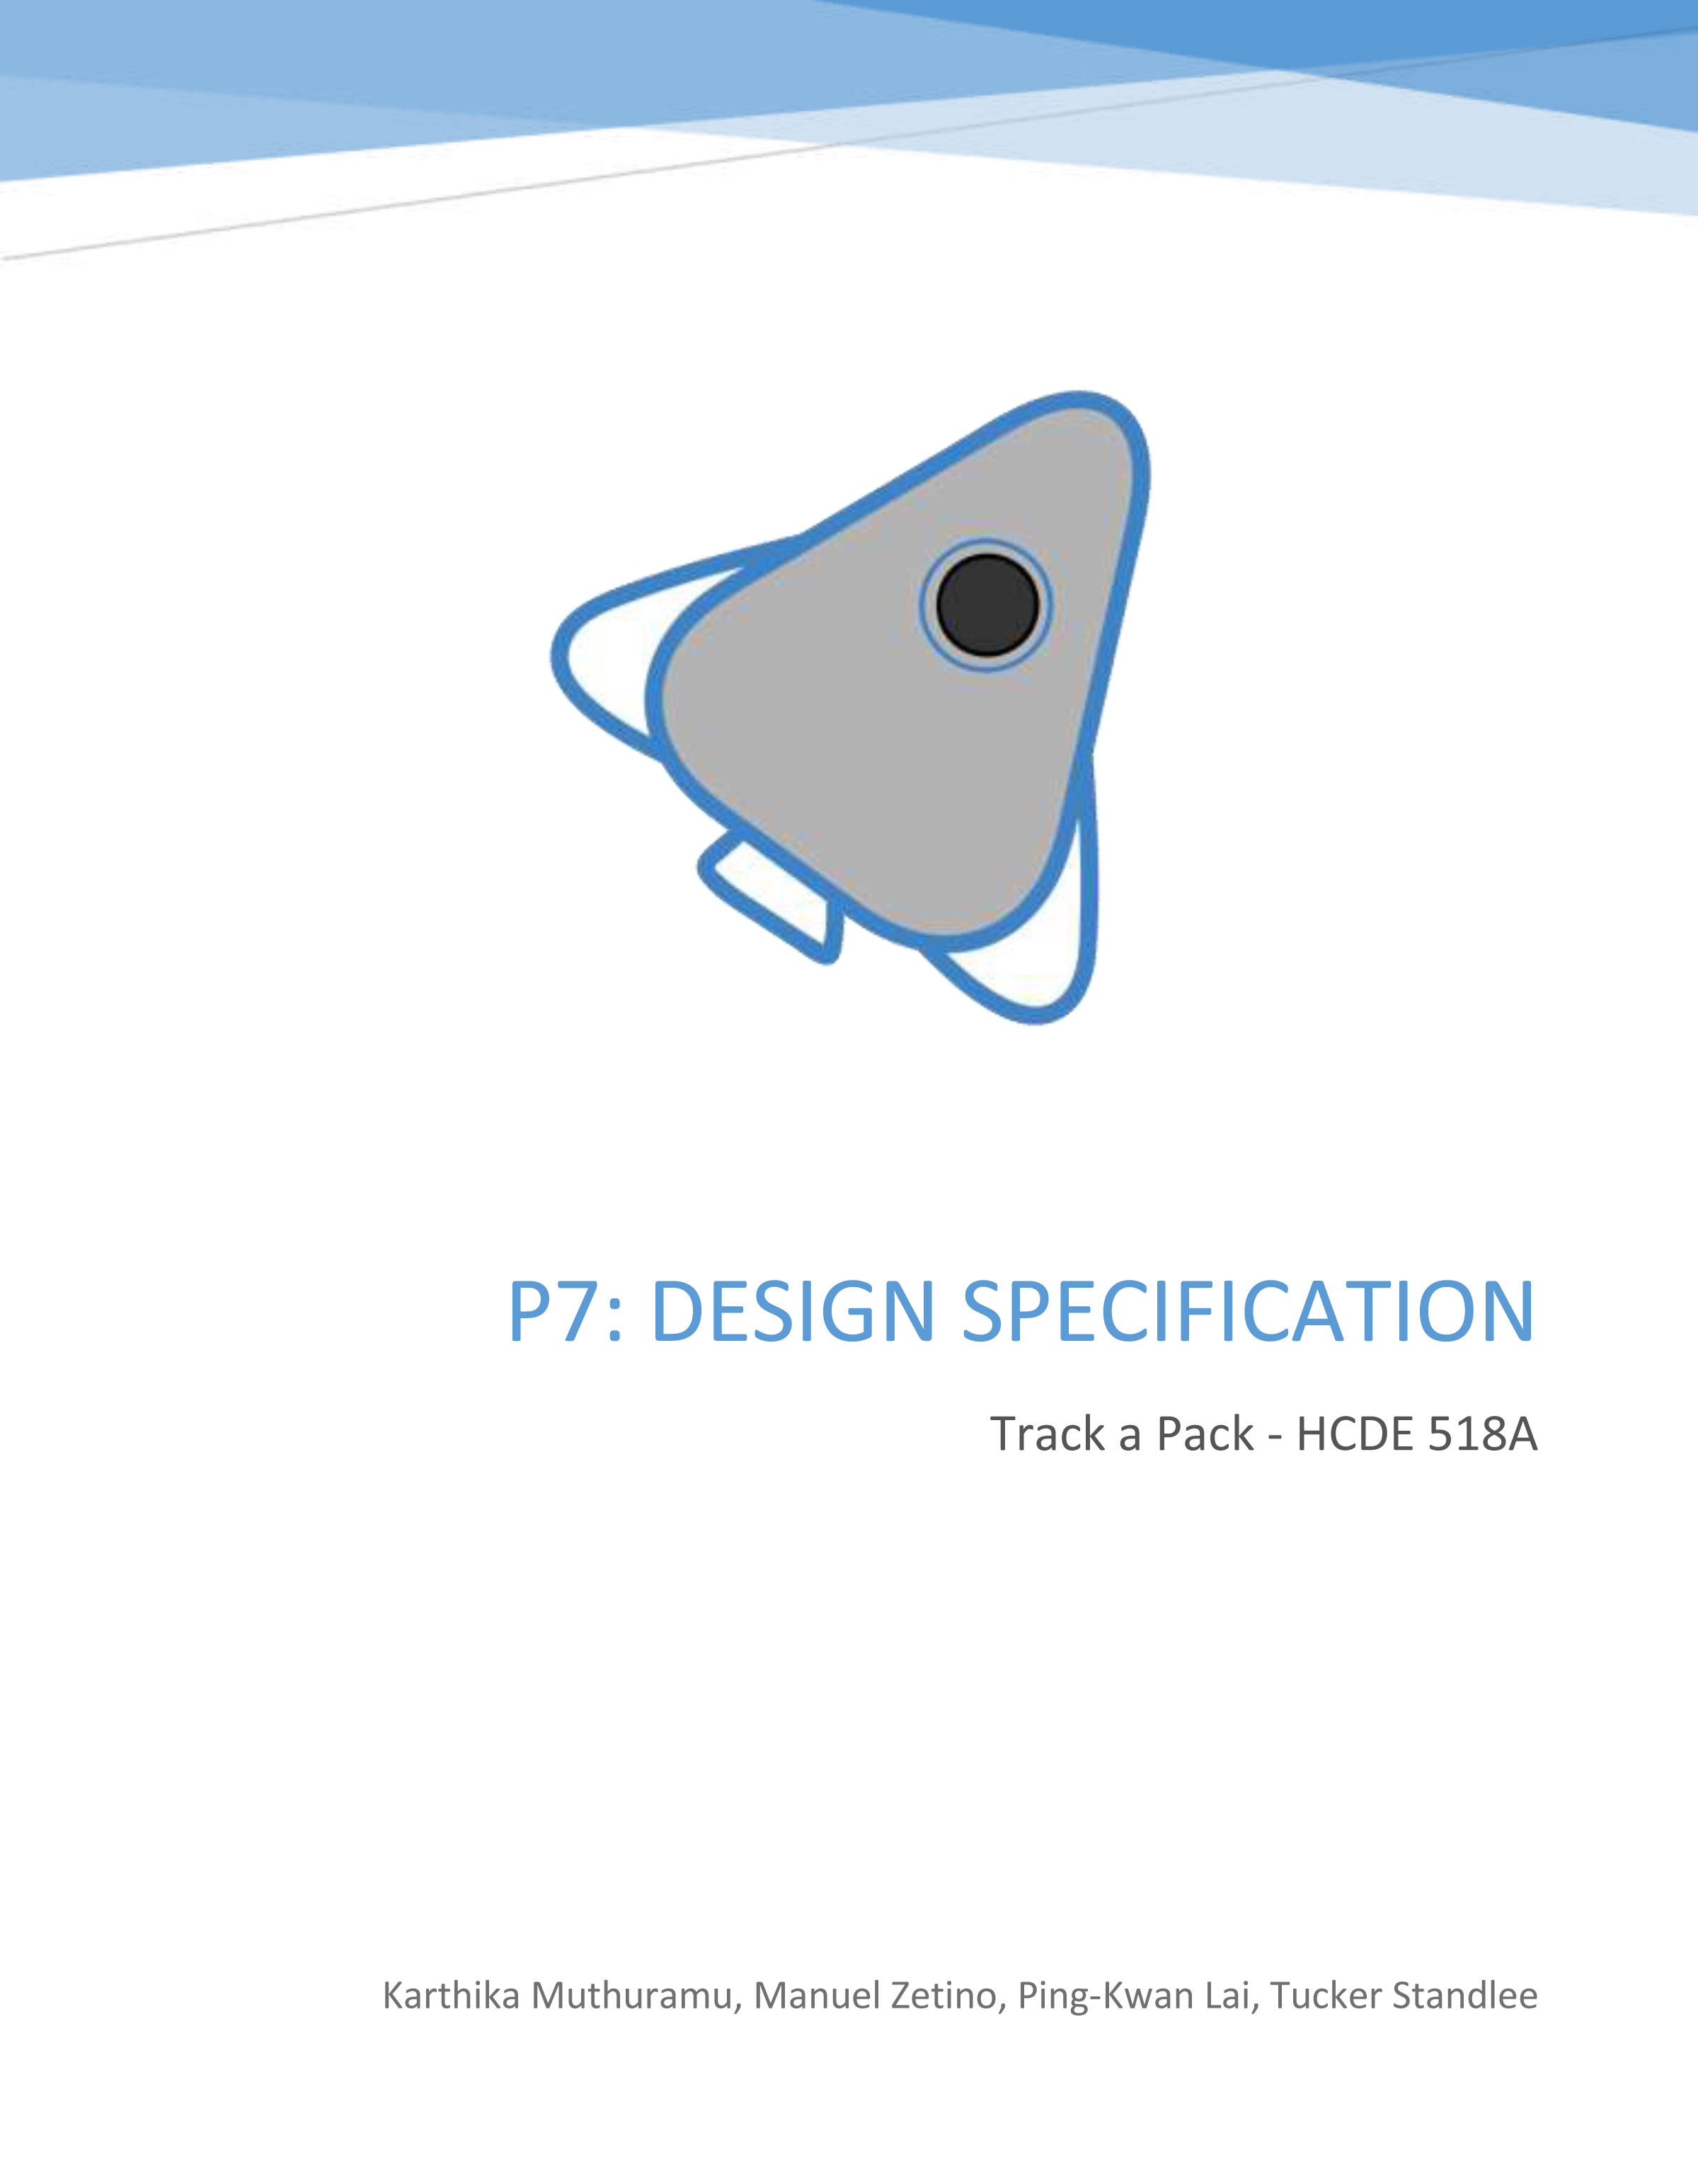 P7: DESIGN SPECIFICATION
Track a Pack - HCDE 518A
Karthika Muthuramu, Manuel Zetino, Ping-Kwan Lai, Tucker Standlee